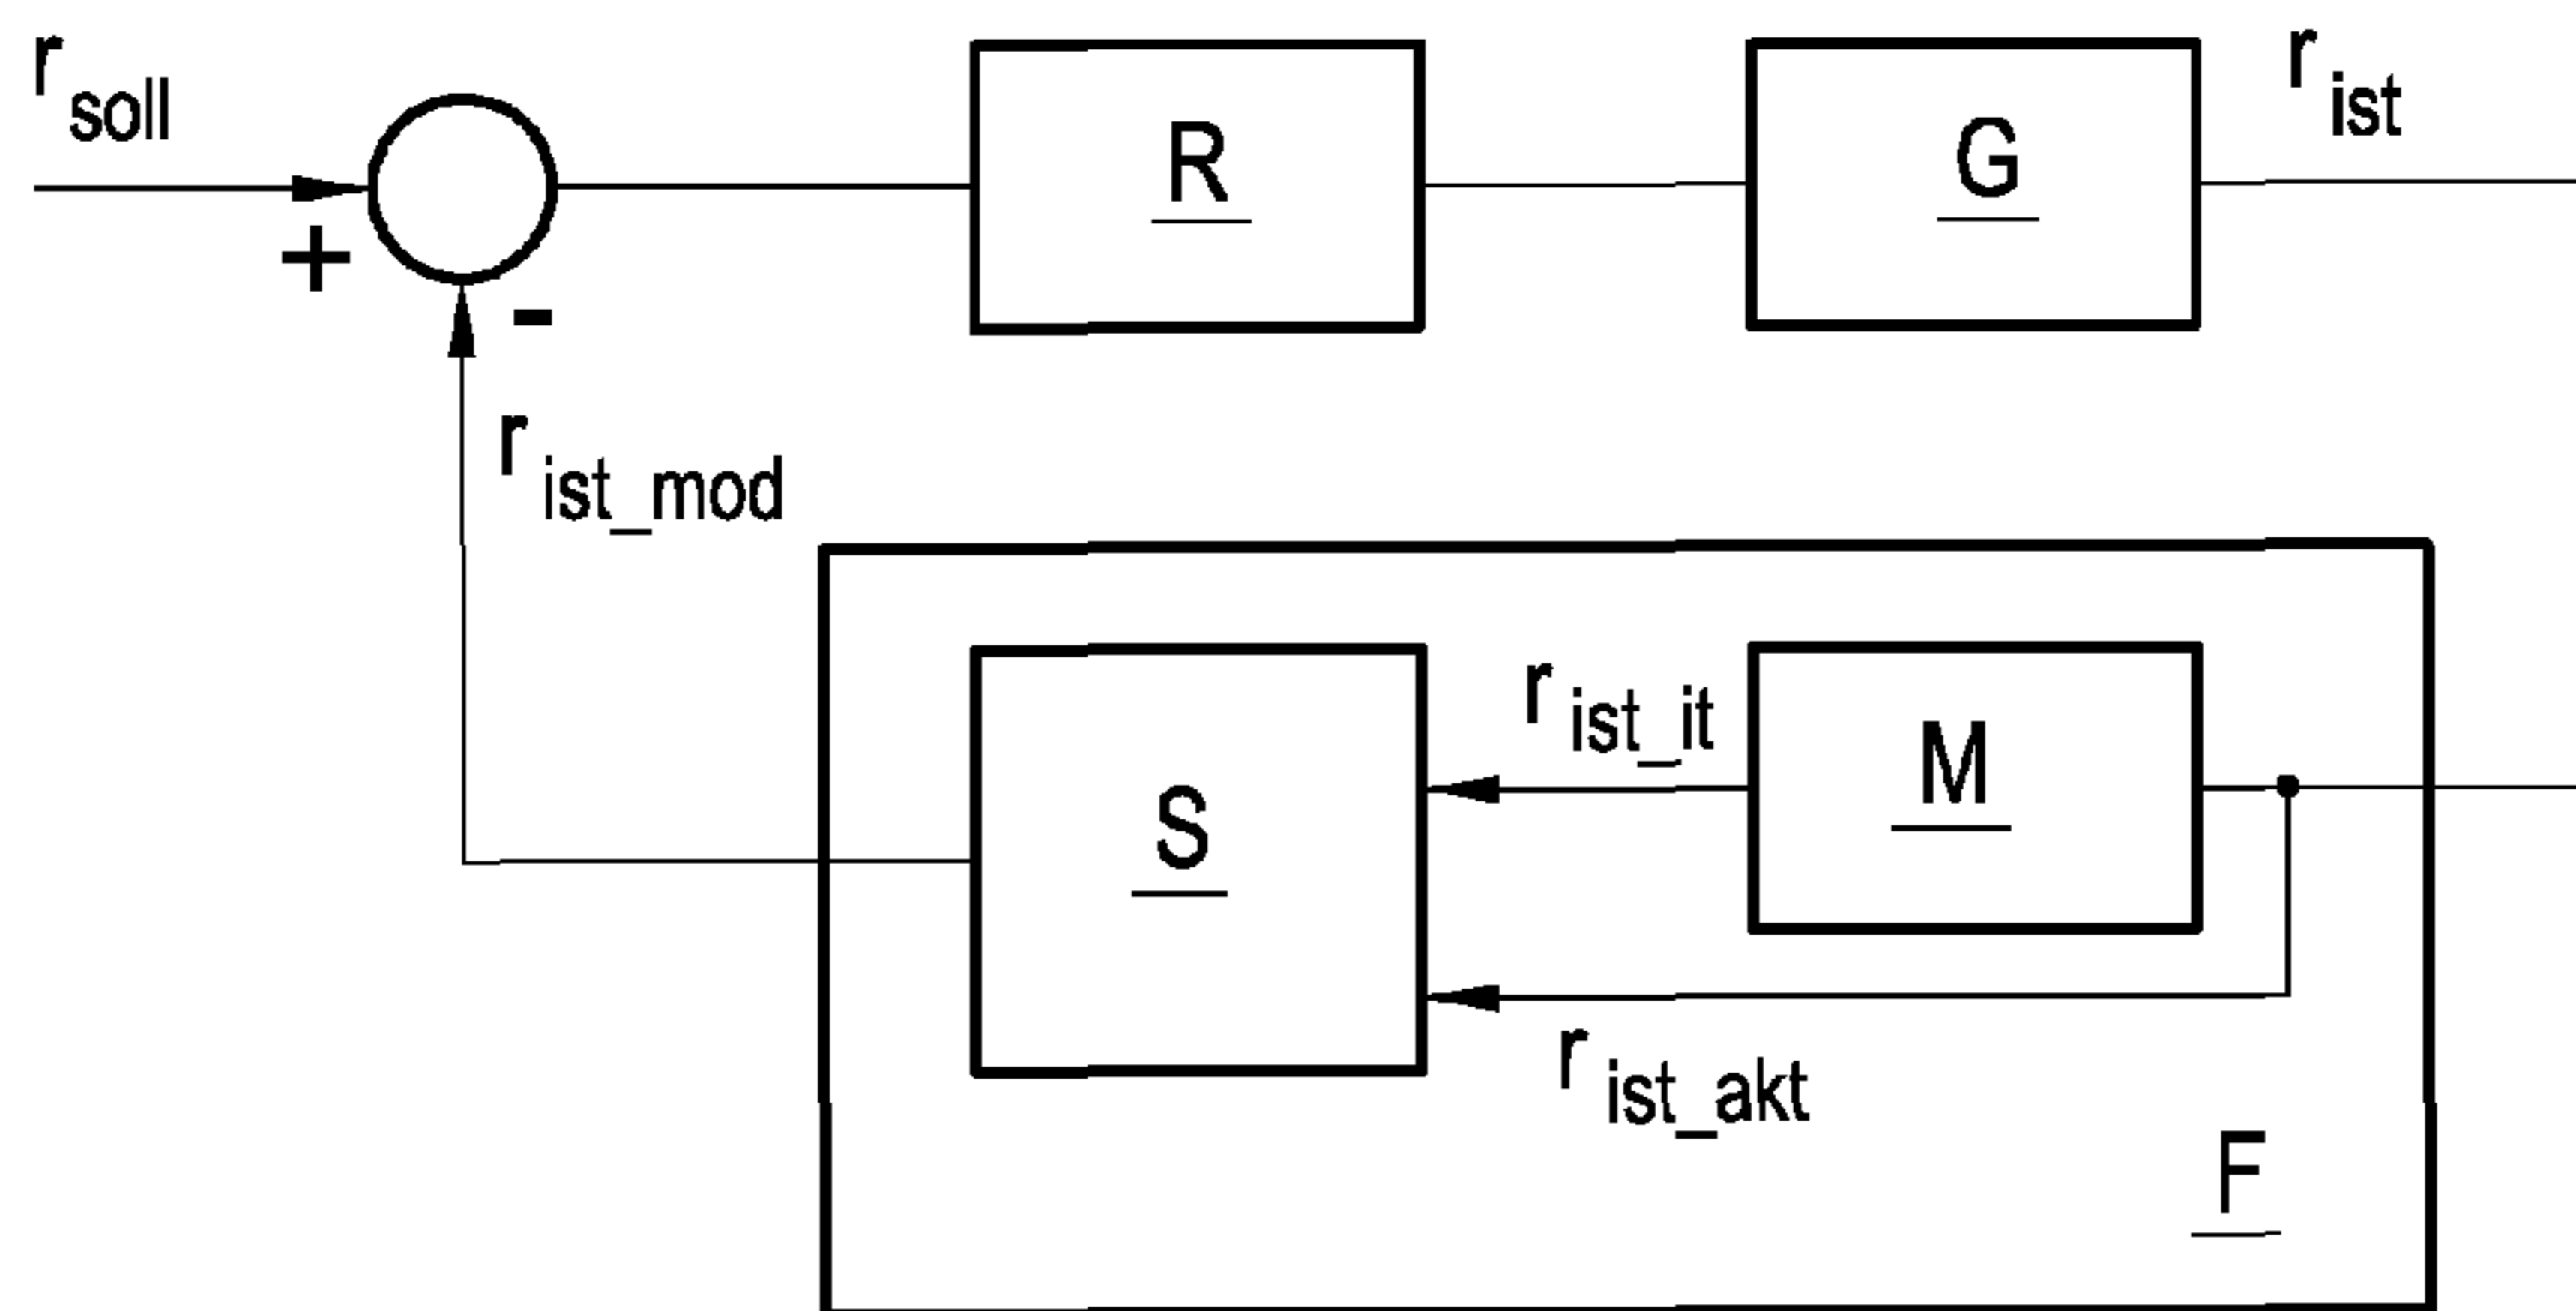 r soll
R
G
r ist
+
-
r ist_mod
S
r ist_it
M
r ist_akt
F